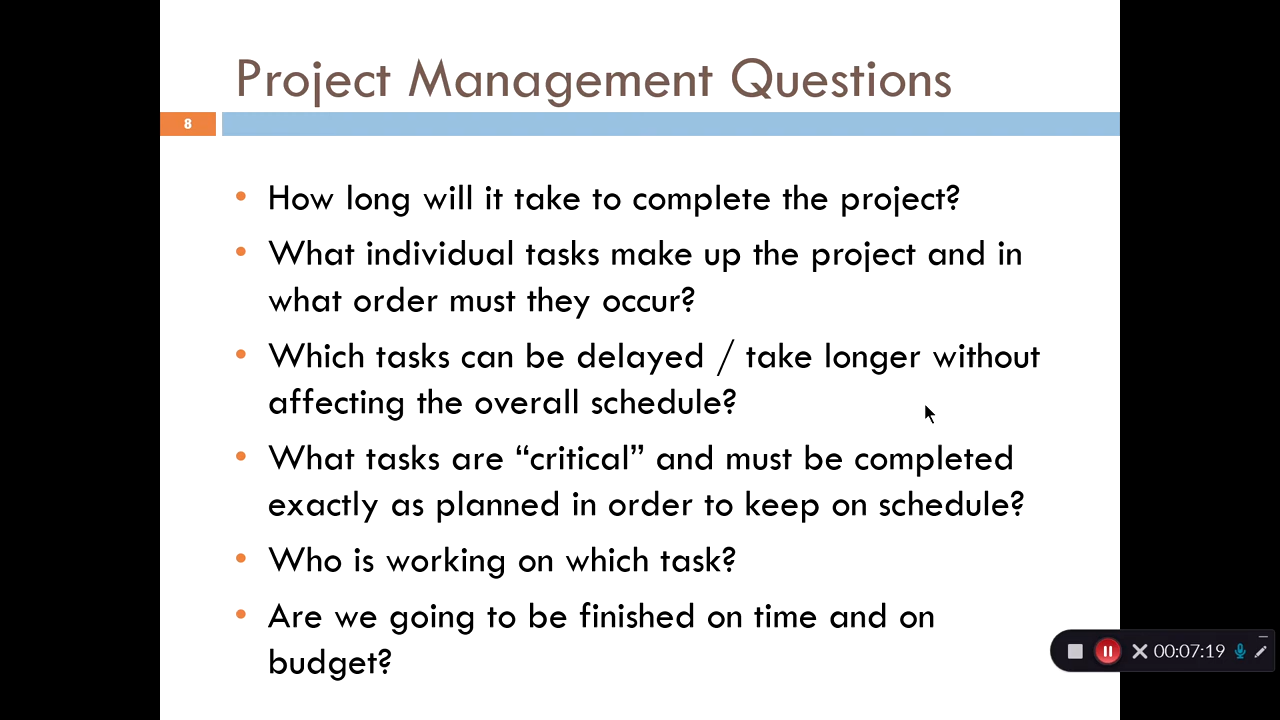 Project Management Questions
8
• How long will it take to complete the project?
• What individual tasks make up the project and in
what order must they occur?
• Which tasks can be delayed / take longer without
affecting the overall schedule?
• What tasks are “critical” and must be completed
exactly as planned in order to keep on schedule?
• Who is working on which task?
• Are we going to be finished on time and on
budget?
00:07:19